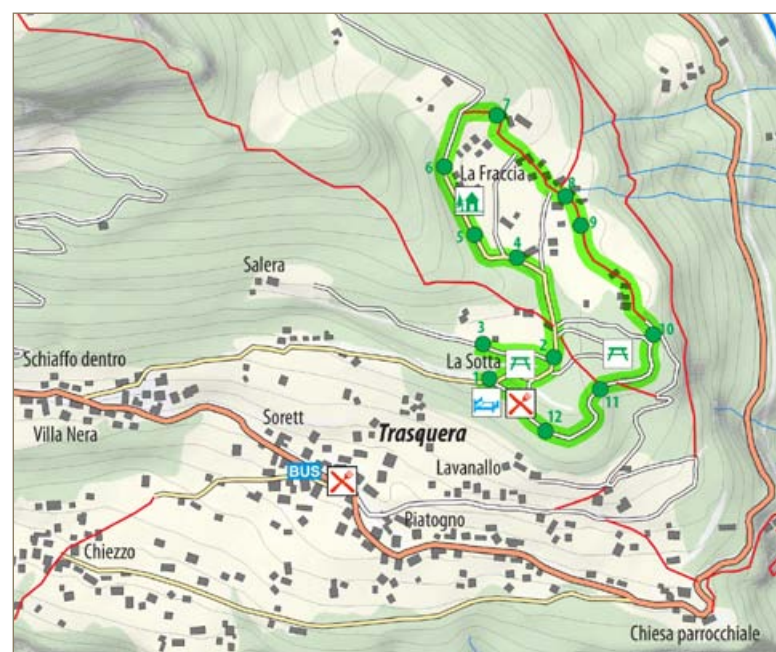 7
6
La Fraccia
8
9
5
4
Salera
3
2
10
Schiaffo dentro
La Sotta
1
11
Villa Nera
Sorett
12
Trasquera
BUS
Lavanallo
Piatogno
Chiezzo
Chiesa parrocchiale